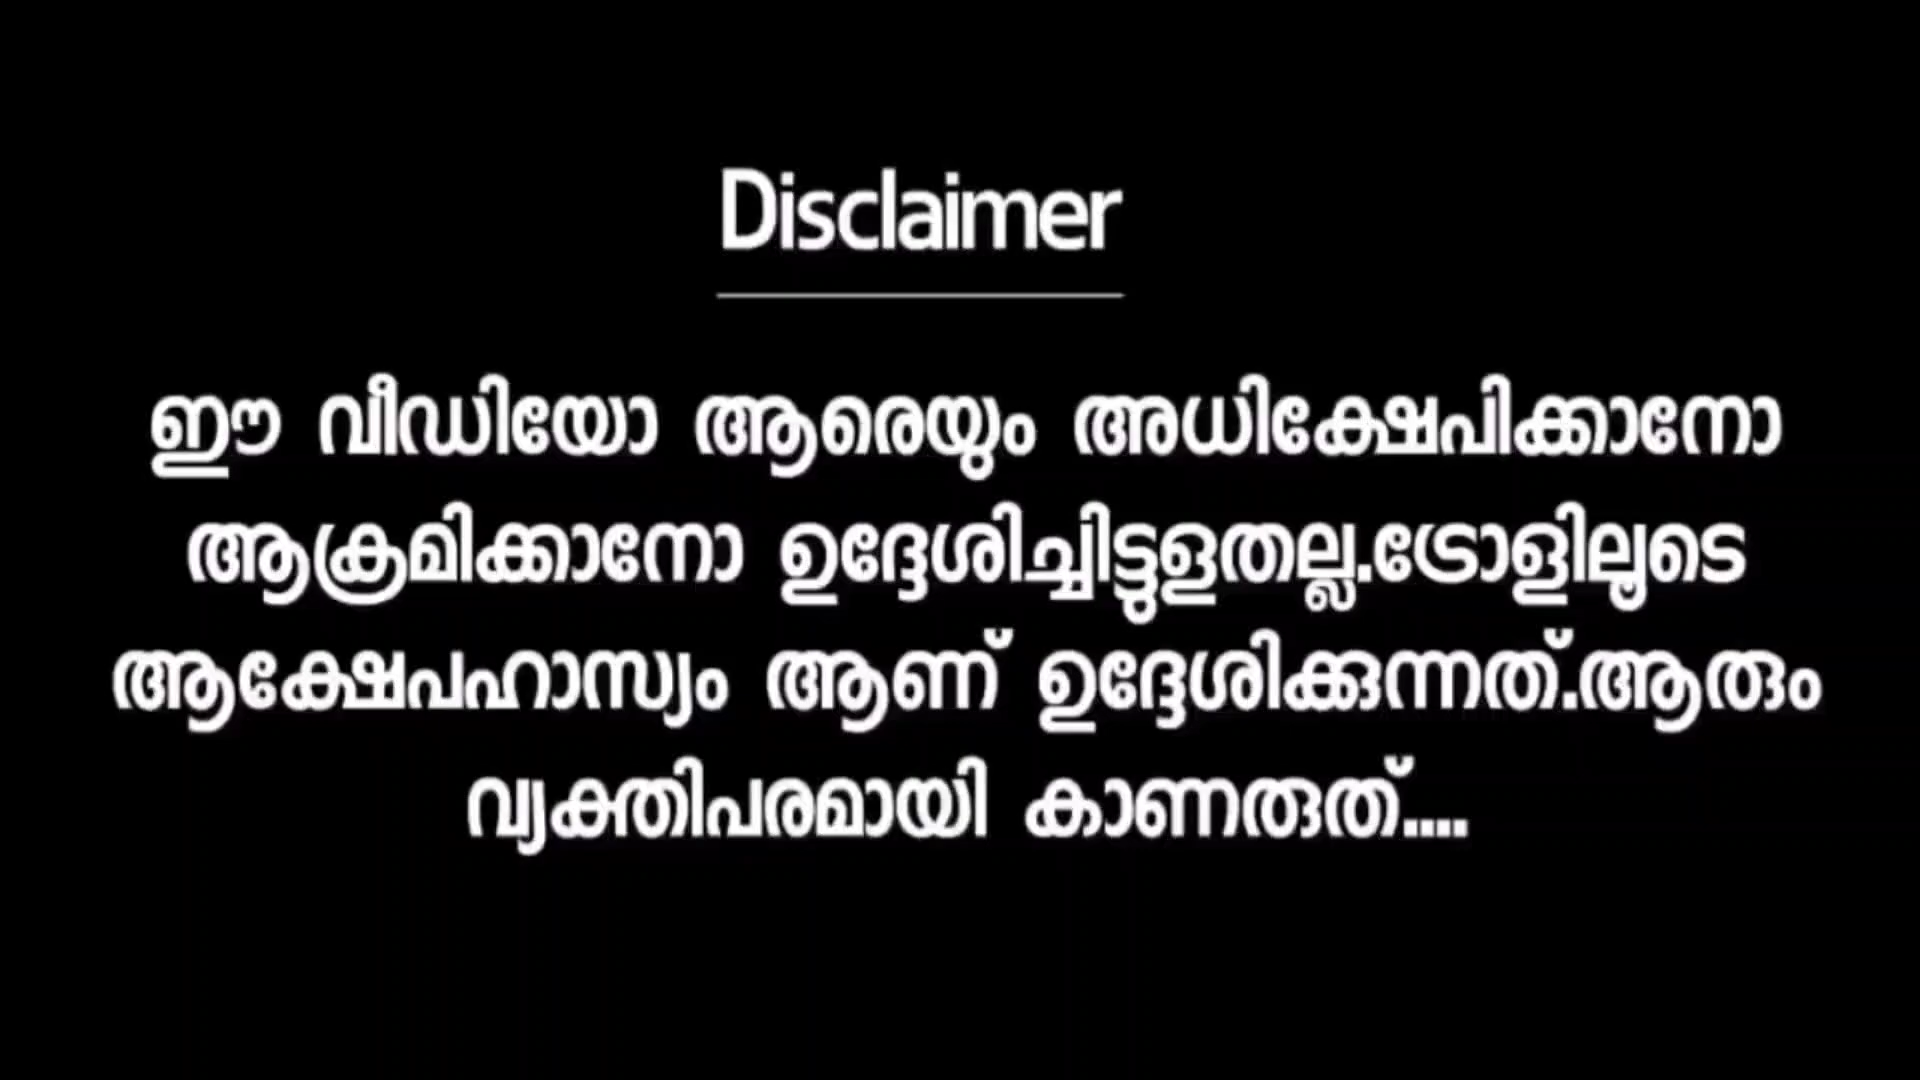 Disclaimer
ഈ വീഡിയോ ആരെയും അധിക്ഷേപിക്കാനോ
ആക്രമിക്കാനോ ഉദ്ദേശിച്ചിട്ടുളതല്ല.ട്രോളിലൂടെ
ആക്ഷേപഹാസ്യം ആണ് ഉദ്ദേശിക്കുന്നത്.ആരും
വ്യക്തിപരമായി കാണരുത്....